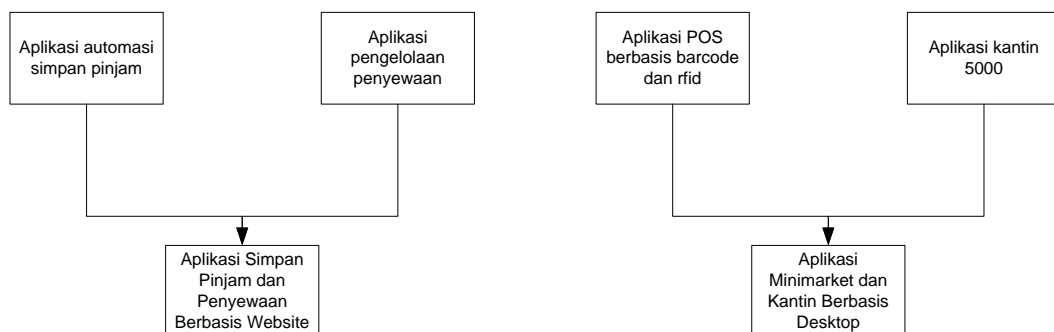 Aplikasi automasi
simpan pinjam
Aplikasi
pengelolaan
penyewaan
Aplikasi POS
berbasis barcode
dan rfid
Aplikasi kantin
5000
Aplikasi Simpan
Pinjam dan
Penyewaan
Berbasis Website
Aplikasi
Minimarket dan
Kantin Berbasis
Desktop